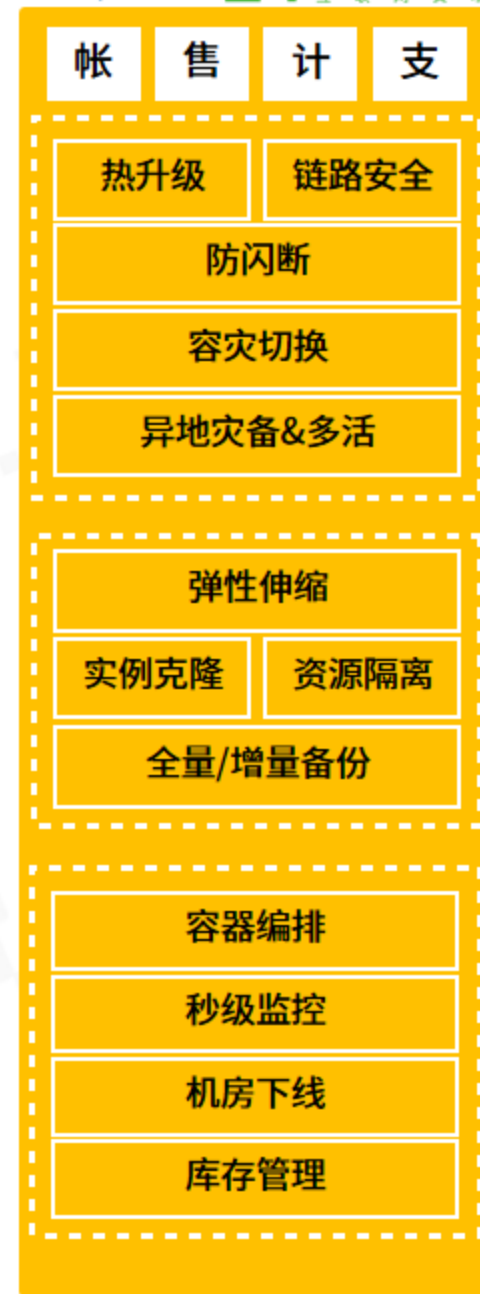 帐 售 计 支
热升级 链路安全
防闪断
容灾切换
异地灾备&多活
弹性伸缩
实例克隆 资源隔离
全量/增量备份
容器编排
秒级监控
机房下线
库存管理